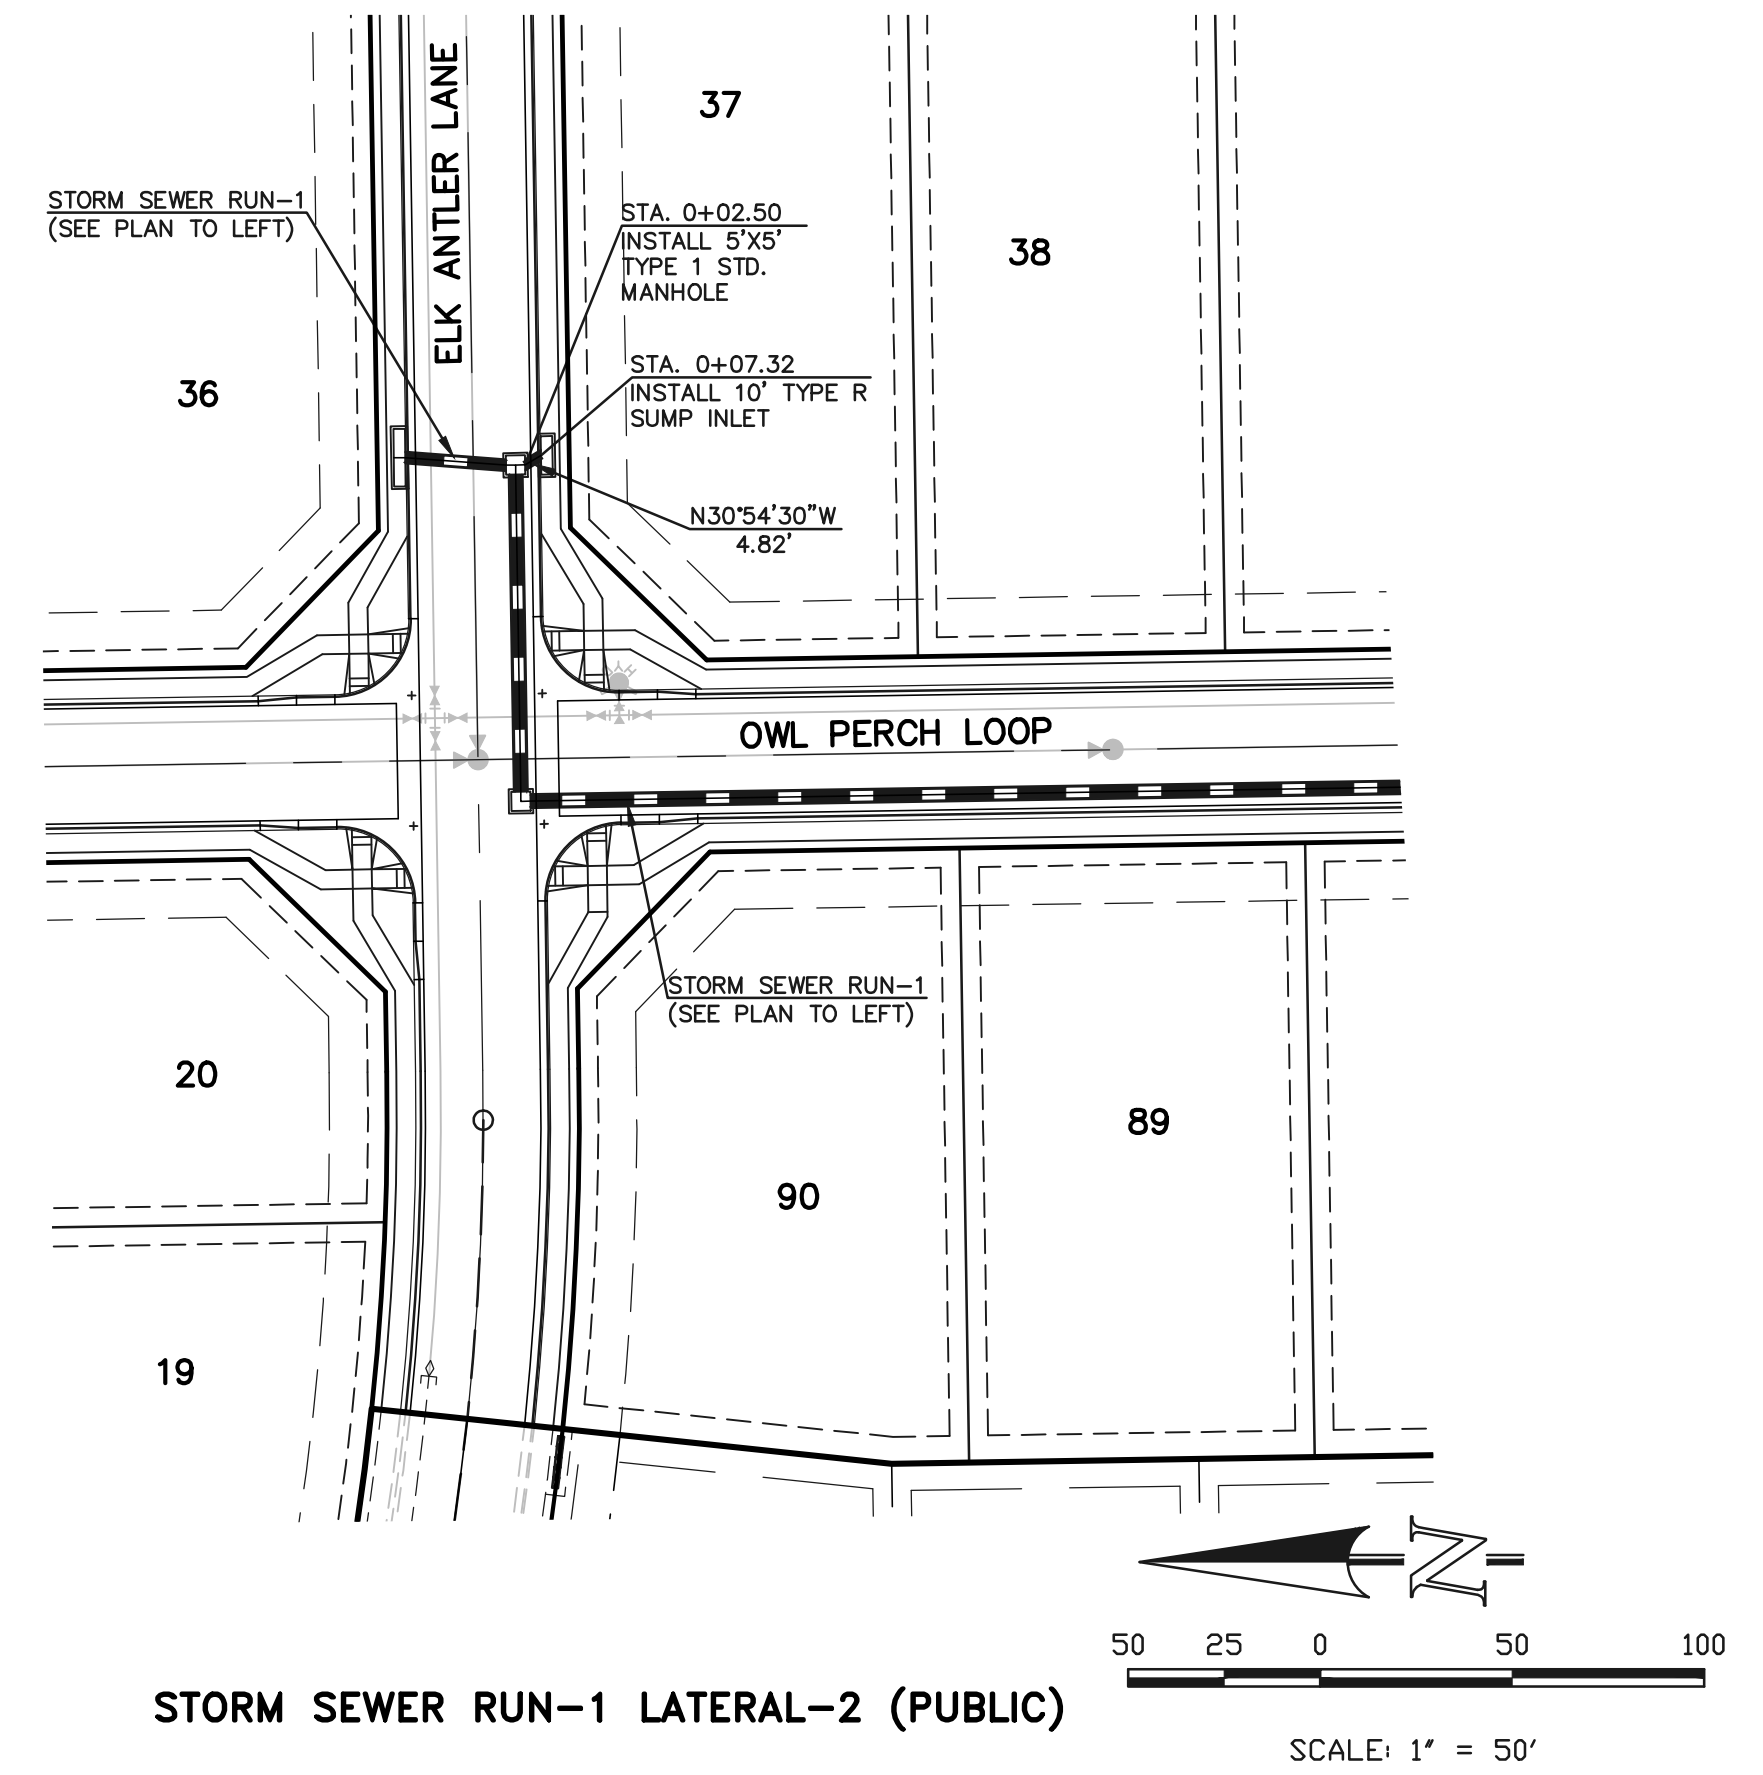 ELK ANTLER LANE
37
STORM SEWER RUN-1
(SEE PLAN TO LEFT)
STA. 0+02.50
INSTALL 5'X5'
TYPE 1 STD.
MANHOLE
38
STA. 0+07.32
INSTALL 10' TYPE R
SUMP INLET
36
N30°54'30"W
4.82'
OWL PERCH LOOP
STORM SEWER RUN-1
(SEE PLAN TO LEFT)
20
89
90
19
N
50 25 0 50 100
STORM SEWER RUN-1 LATERAL-2 (PUBLIC)
SCALE: 1" = 50'